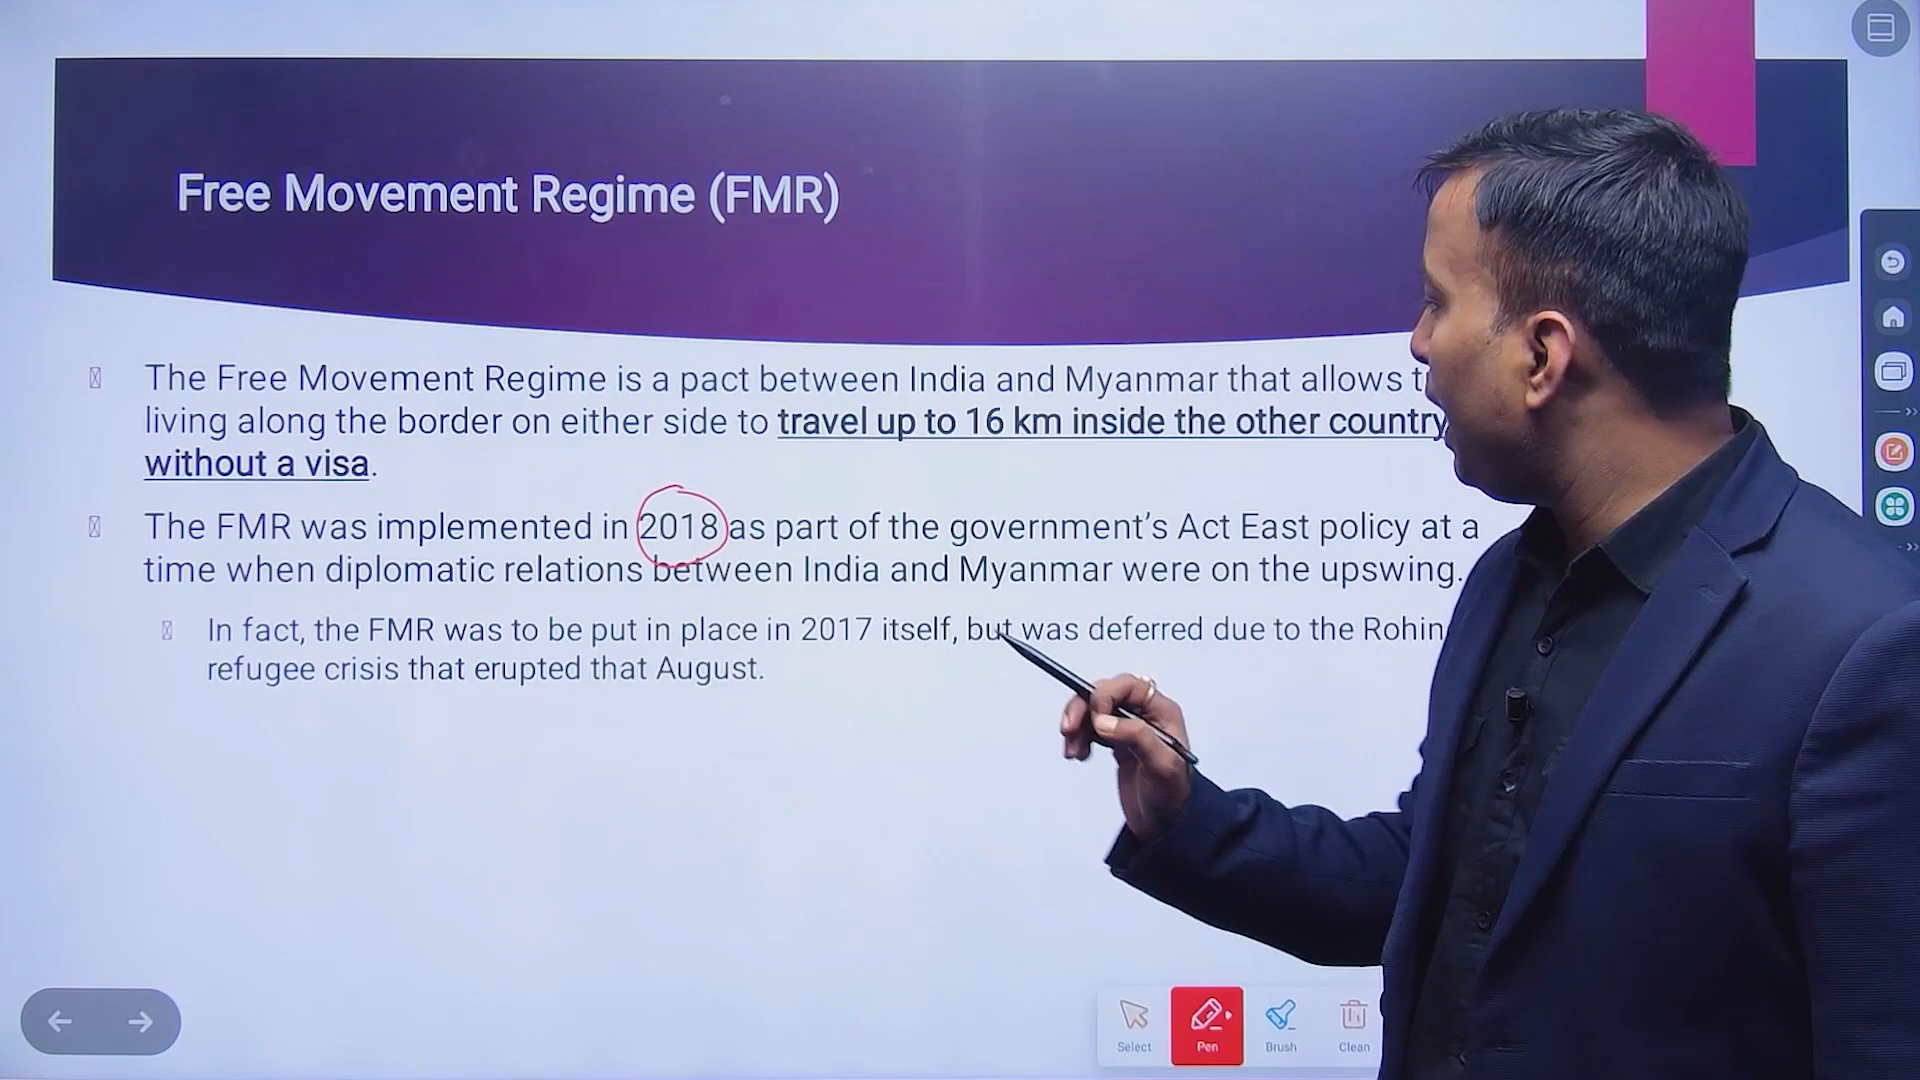 Free Movement Regime (FMR)
The Free Movement Regime is a pact between India and Myanmar that allows
living along the border on either side to travel up to 16 km inside the other country
without a visa.
The FMR was implemented in 2018 as part of the government's Act East policy at a
time when diplomatic relations between India and Myanmar were on the upswing.
In fact, the FMR was to be put in place in 2017 itself, but was deferred due to the
refugee crisis that erupted that August.
Select
Pen
Brush
Clean